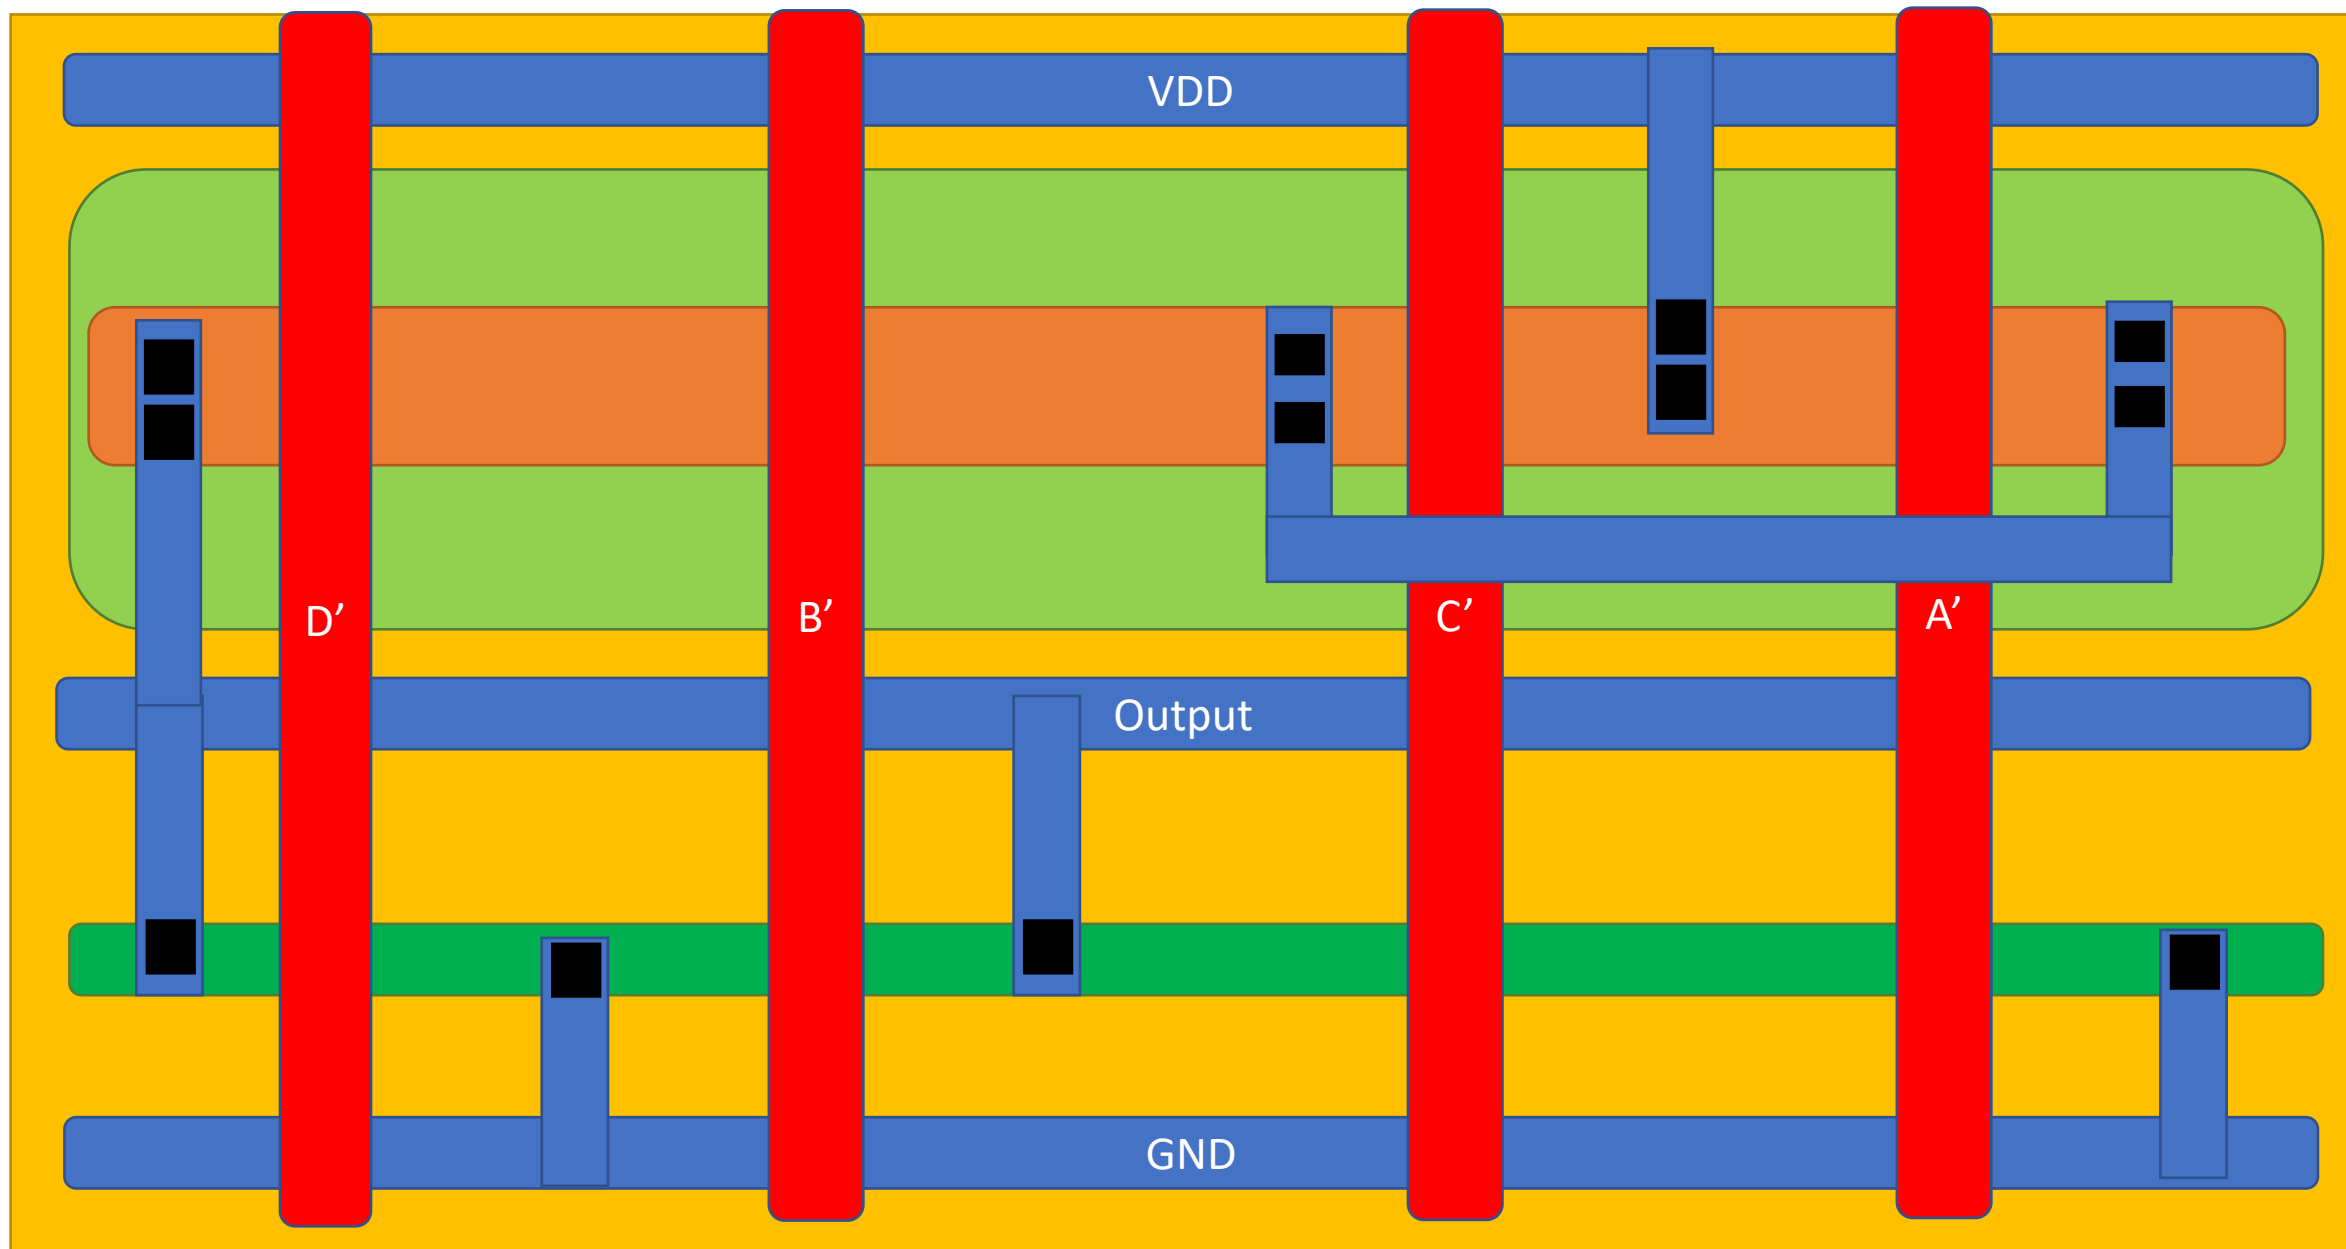 VDD
D’
B’
C’
A’
Output
GND